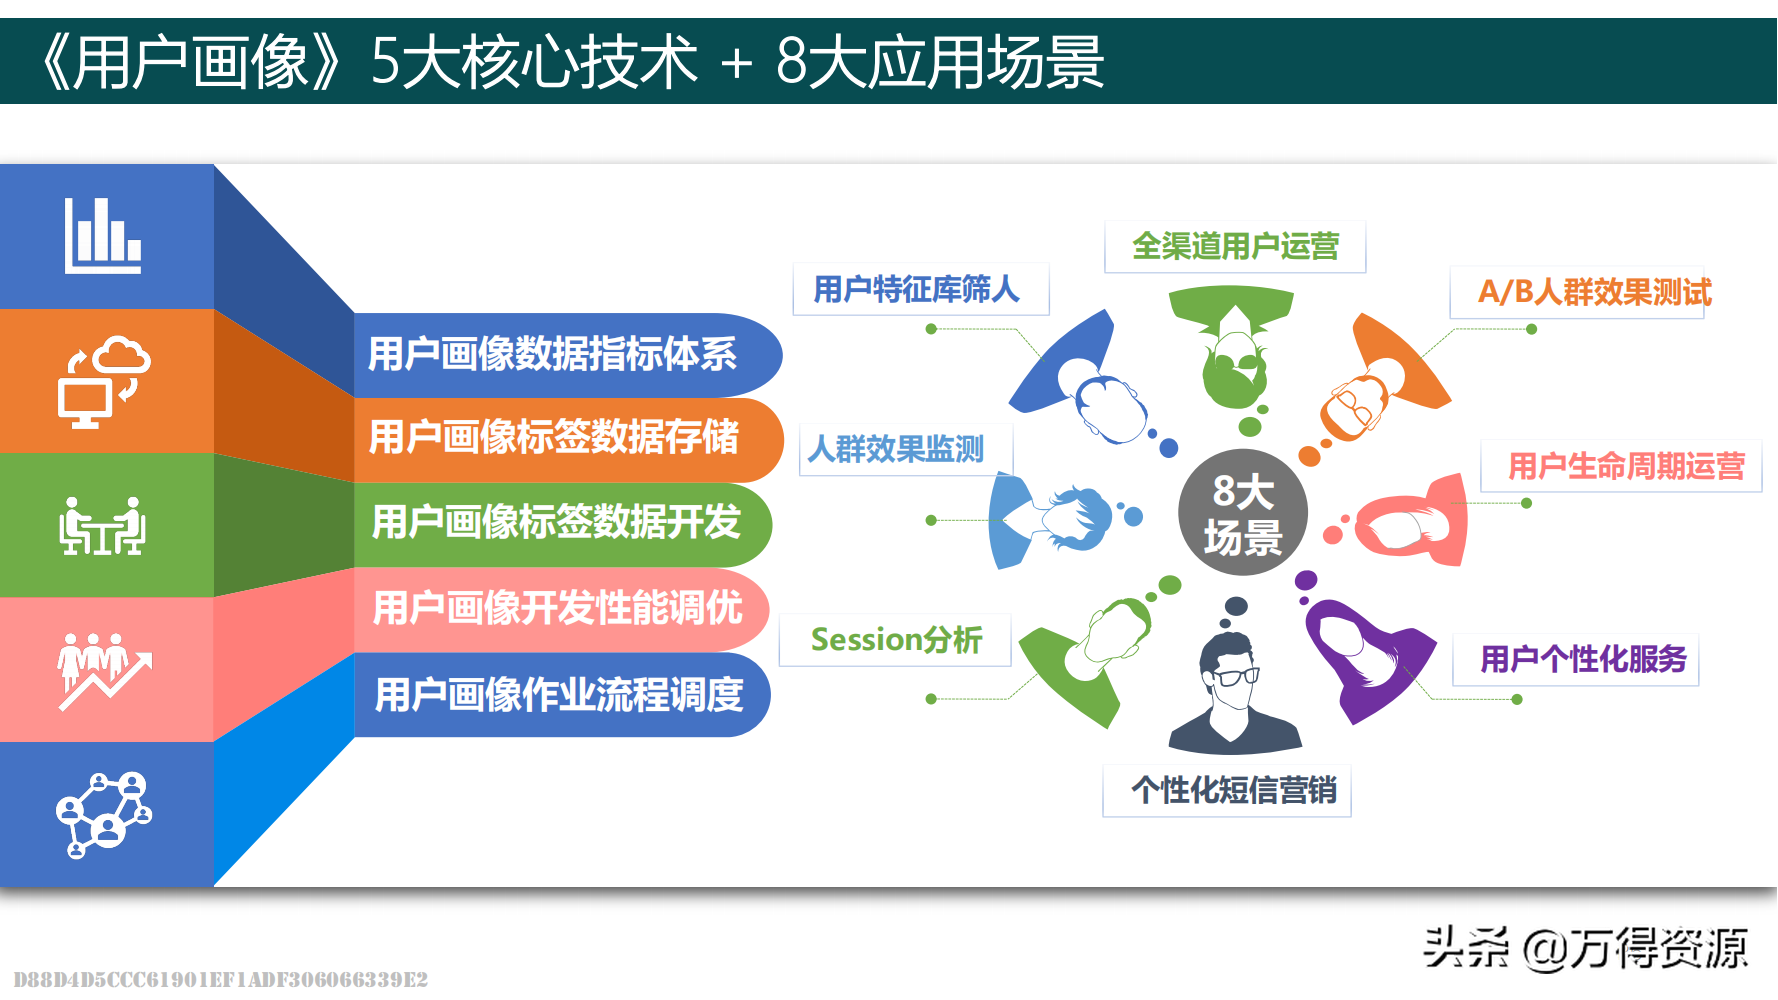 《用户画像》5大核心技术 + 8大应用场景
用户画像数据指标体系
用户画像标签数据存储
用户画像标签数据开发
用户画像开发性能调优
用户画像作业流程调度
全渠道用户运营
用户特征库筛人
A/B人群效果测试
人群效果监测
用户生命周期运营
8大
场景
Session分析
用户个性化服务
个性化短信营销
头条 @万得资源
D88D4D5CCC61901EF1ADF306066339E2